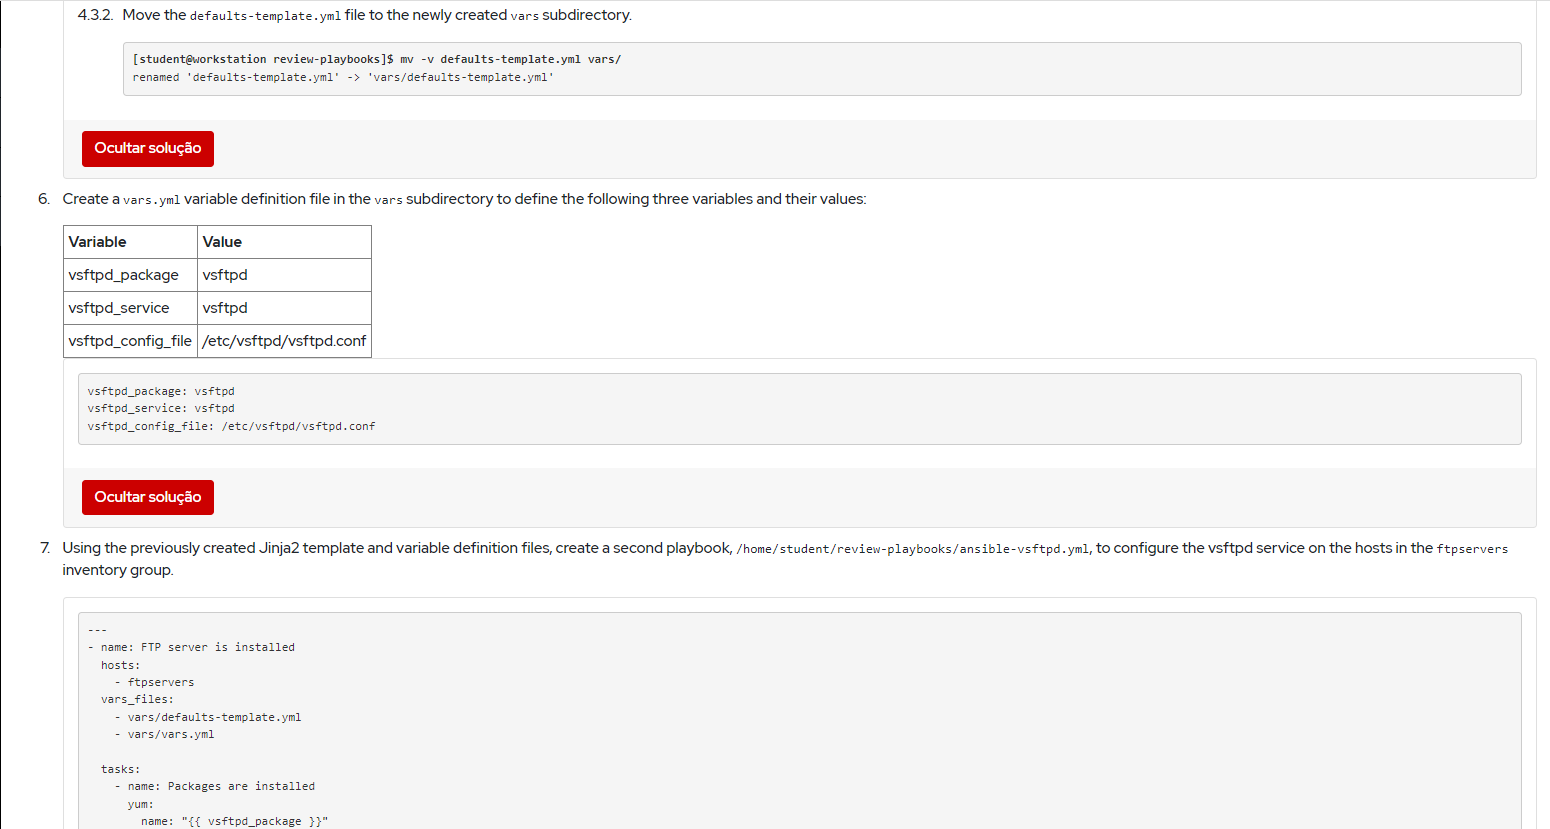 4.3.2. Move the defaults-template.yml file to the newly created vars subdirectory.
[student@workstation review-playbooks]$ mv -v defaults-template.yml vars/
renamed 'defaults-template.yml' -> 'vars/defaults-template.yml'
Ocultar solução
6. Create a vars.yml variable definition file in the vars subdirectory to define the following three variables and their values:
Variable Value
vsftpd_package vsftpd
vsftpd_service vsftpd
vsftpd_config_file /etc/vsftpd/vsftpd.conf
vsftpd_package: vsftpd
vsftpd_service: vsftpd
vsftpd_config_file: /etc/vsftpd/vsftpd.conf
Ocultar solução
7. Using the previously created Jinja2 template and variable definition files, create a second playbook, /home/student/review-playbooks/ansible-vsftpd.yml, to configure the vsftpd service on the hosts in the ftpservers
inventory group.
---
- name: FTP server is installed
  hosts:
    - ftpservers
  vars_files:
    - vars/defaults-template.yml
    - vars/vars.yml
  tasks:
    - name: Packages are installed
      yum:
        name: "{{ vsftpd_package }}"